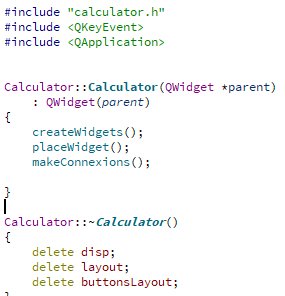 #include "calculator.h"
#include <QKeyEvent>
#include <QApplication>
Calculator::Calculator(QWidget *parent)
    : QWidget(parent)
{
    createWidgets();
    placeWidget();
    makeConnexions();
}
Calculator::~Calculator()
{
    delete disp;
    delete layout;
    delete buttonsLayout;
}